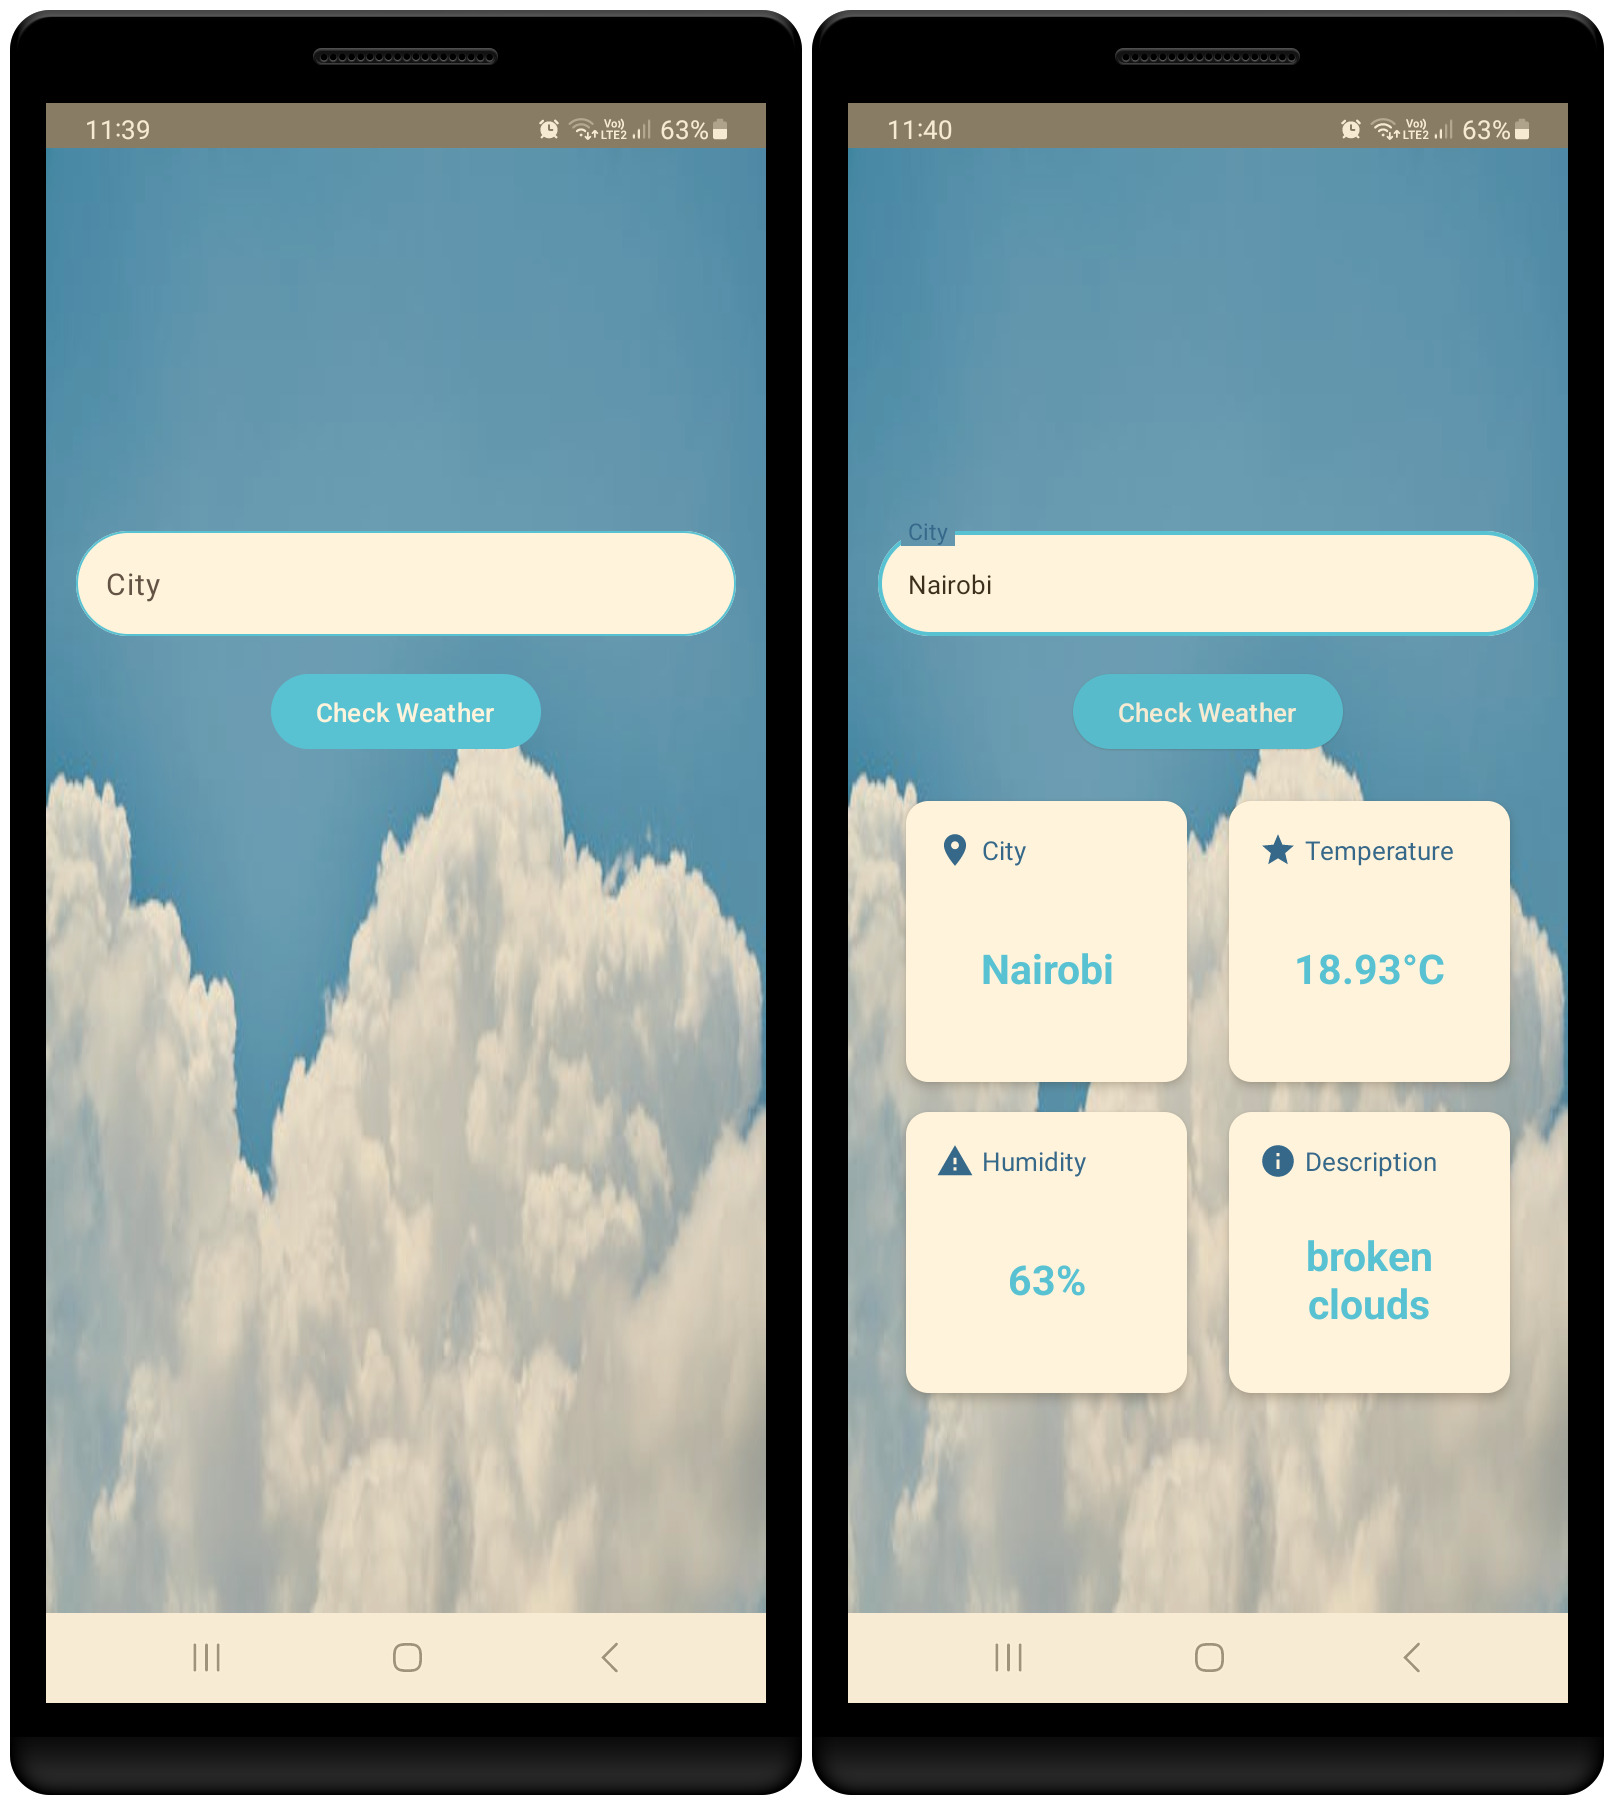 11:39
Vo))
LTE2
63%
City
Check Weather
11:40
Vo))
LTE2
63%
City
Nairobi
Check Weather
City
Temperature
Nairobi
18.93°C
Humidity
Description
63%
broken
clouds